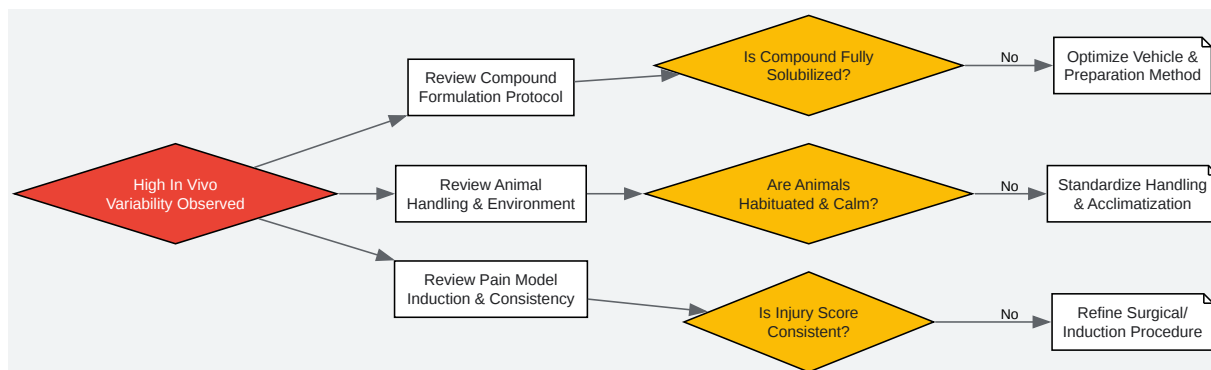 Is Compound Fully
Solubilized?
No
Optimize Vehicle &
Preparation Method
Review Compound
Formulation Protocol
High In Vivo
Variability Observed
Review Animal
Handling & Environment
Are Animals
Habituated & Calm?
No
Standardize Handling
& Acclimatization
Review Pain Model
Induction & Consistency
Is Injury Score
Consistent?
No
Refine Surgical/
Induction Procedure